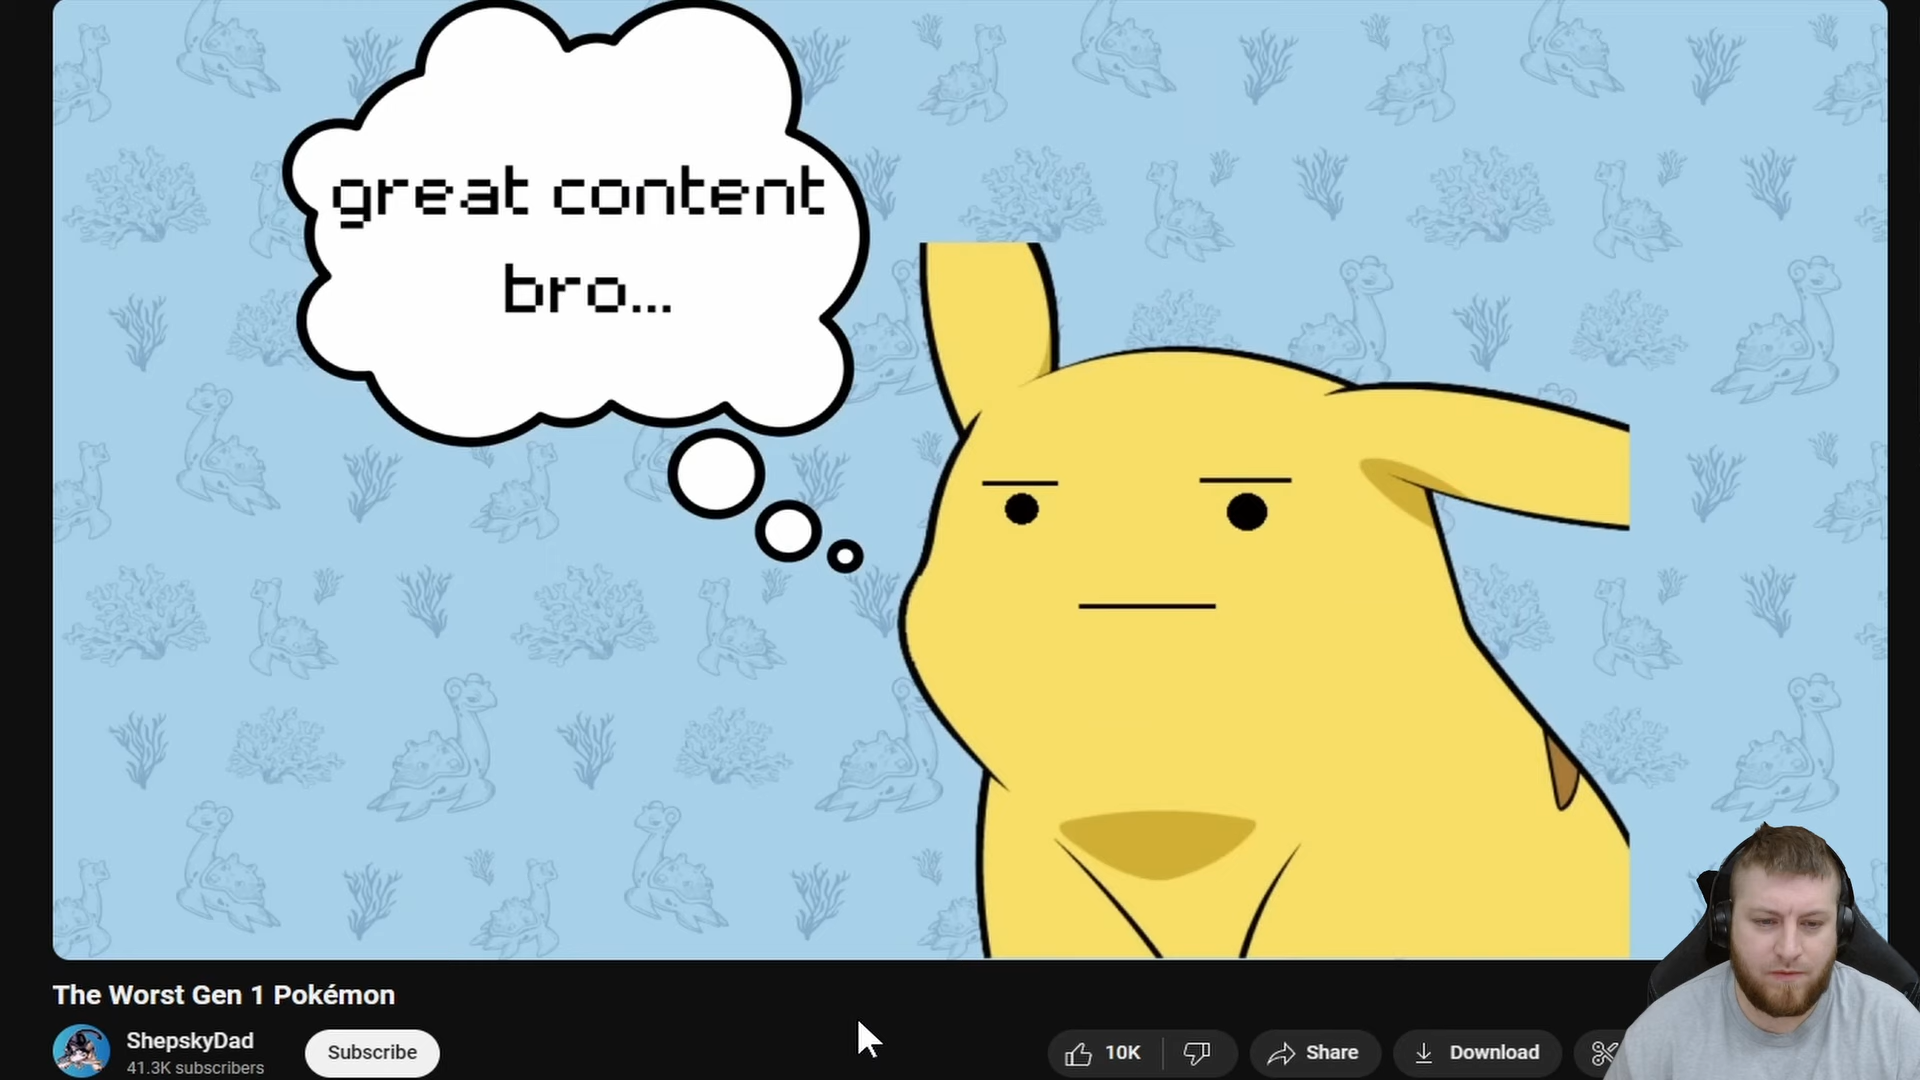 great content
bro...
The Worst Gen 1 Pokémon
ShepskyDad
41.3K subscribers
Subscribe
10K
Share
Download